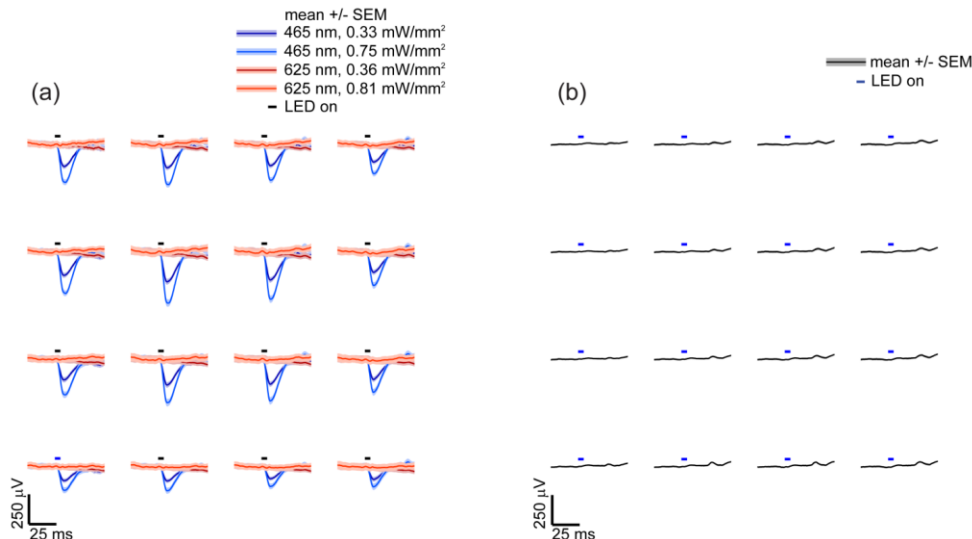 mean +/- SEM
465 nm, 0.33 mW/mm²
465 nm, 0.75 mW/mm²
625 nm, 0.36 mW/mm²
625 nm, 0.81 mW/mm²
LED on
(a)
250 μV
25 ms
mean +/- SEM
LED on
(b)
250 μV
25 ms